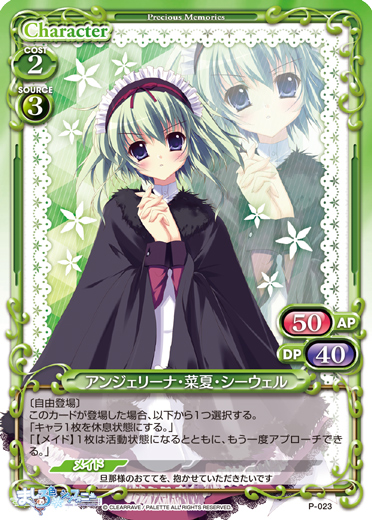 Precious Memories
Character
COST
2
SOURCE
3
50 AP
DP 40
アンジェリーナ・菜夏・シーウェル
〔自由登場〕
このカードが登場した場合、以下から1つ選択する。
「キャラ1枚を休息状態にする。」
「【メイド】1枚は活動状態になるとともに、もう一度アプローチでき
る。」
メイド
旦那様のおててを、抱かせていただきたいです
© CLEARRAVE / PALETTE ALL RIGHTS RESERVED.
P-023